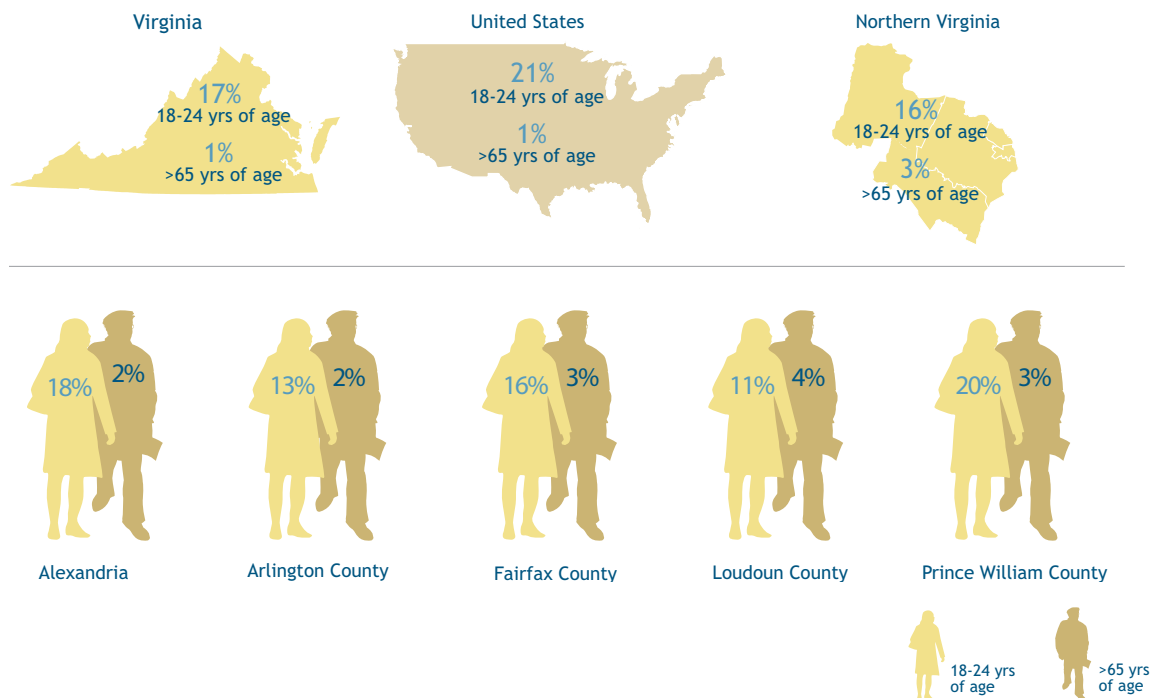 Virginia
17%
18-24 yrs of age
1%
>65 yrs of age
United States
21%
18-24 yrs of age
1%
>65 yrs of age
Northern Virginia
16%
18-24 yrs of age
3%
>65 yrs of age
18%
2%
Alexandria
13%
2%
Arlington County
16%
3%
Fairfax County
11%
4%
Loudoun County
20%
3%
Prince William County
18-24 yrs
of age
>65 yrs
of age